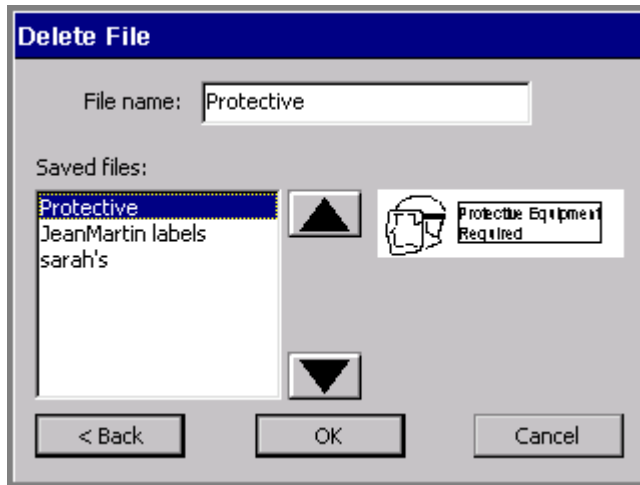 Delete File
File name: Protective
Saved files:
Protective
JeanMartin labels
sarah's
Protective Equipment
Required
< Back OK Cancel